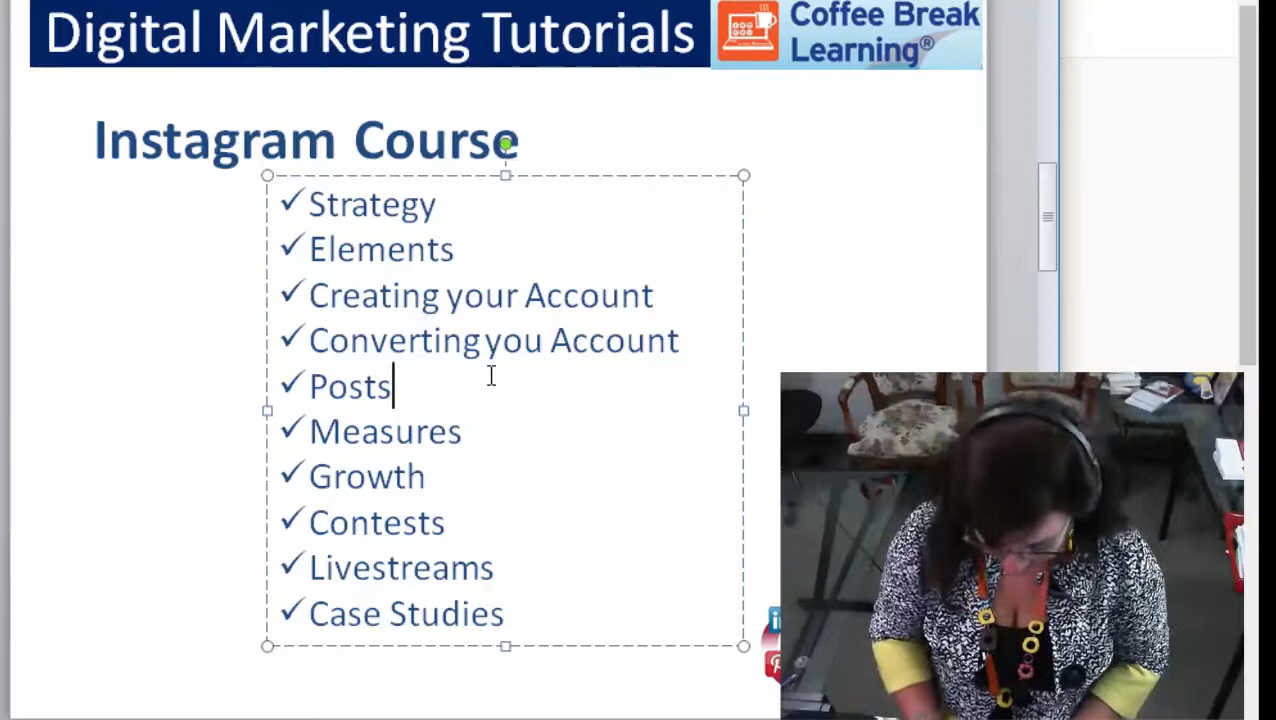 Digital Marketing Tutorials
Coffee Break
Learning®
Instagram Course
✓ Strategy
✓ Elements
✓ Creating your Account
✓ Converting you Account
✓ Posts
✓ Measures
✓ Growth
✓ Contests
✓ Livestreams
✓ Case Studies
in